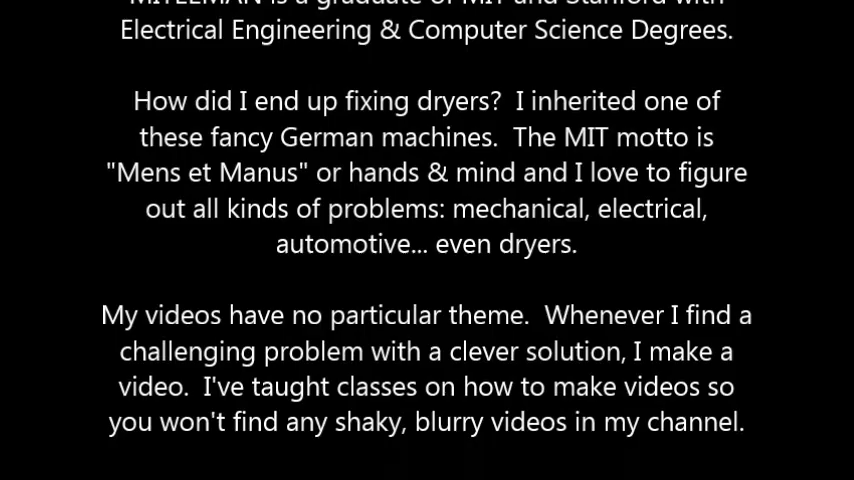 MITEEMAN is a graduate of MIT and Stanford with
Electrical Engineering & Computer Science Degrees.
How did I end up fixing dryers?  I inherited one of
these fancy German machines.  The MIT motto is
"Mens et Manus" or hands & mind and I love to figure
out all kinds of problems: mechanical, electrical,
automotive... even dryers.
My videos have no particular theme.  Whenever I find a
challenging problem with a clever solution, I make a
video.  I've taught classes on how to make videos so
you won't find any shaky, blurry videos in my channel.